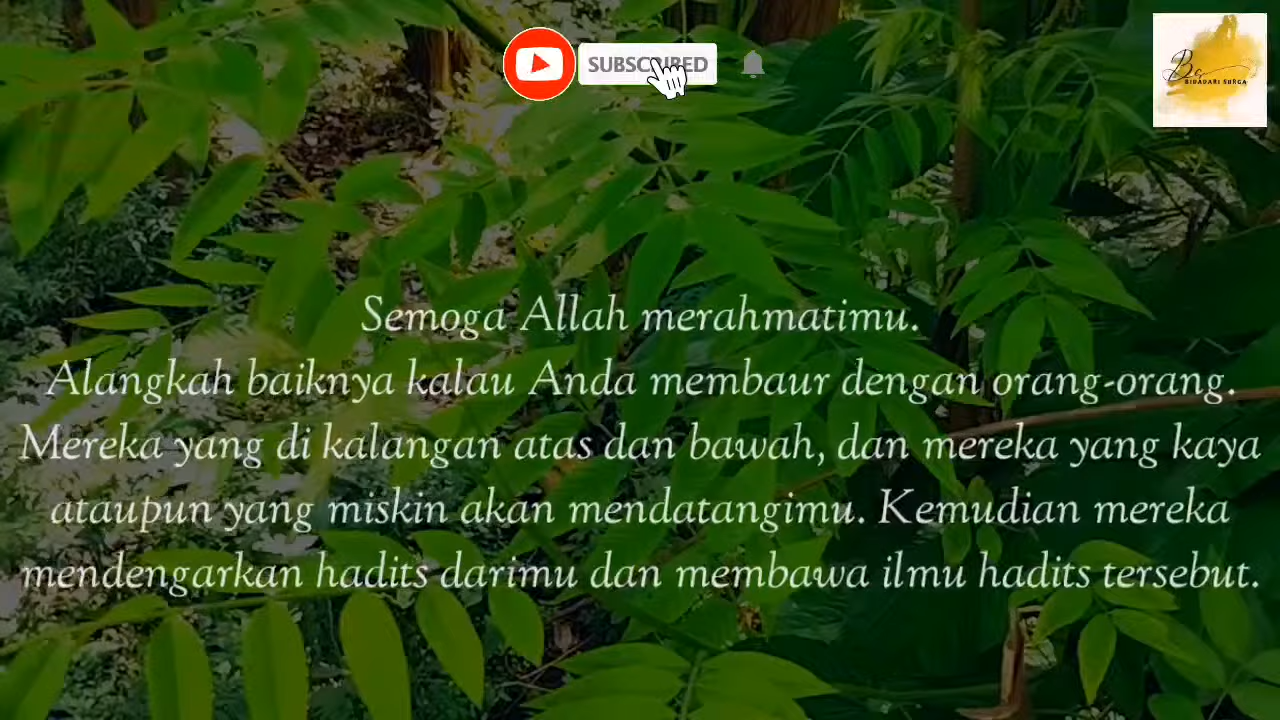 SUBSCRIBED
BIDADARI SURGA
Semoga Allah merahmatimu.
Alangkah baiknya kalau Anda membaur dengan orang-orang.
Mereka yang di kalangan atas dan bawah, dan mereka yang kaya
ataupun yang miskin akan mendatangimu. Kemudian mereka
mendengarkan hadits darimu dan membawa ilmu hadits tersebut.